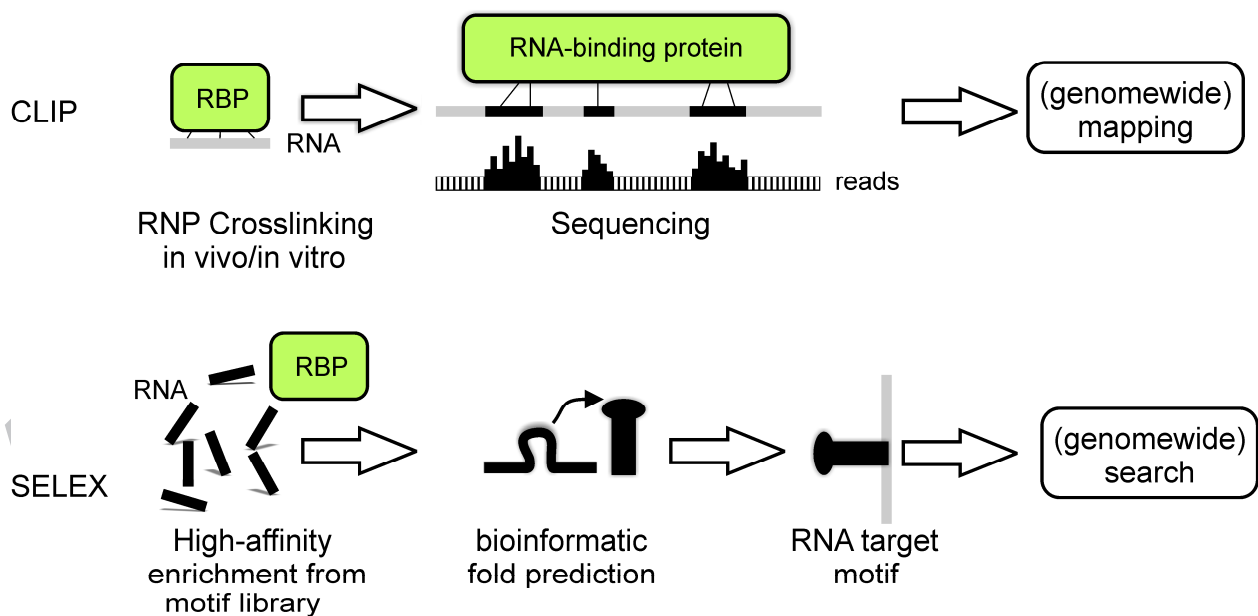 CLIP
RBP
RNA
RNP Crosslinking
in vivo/in vitro
RNA-binding protein
reads
Sequencing
(genomewide)
mapping
SELEX
RNA
RBP
High-affinity
enrichment from
motif library
bioinformatic
fold prediction
RNA target
motif
(genomewide)
search